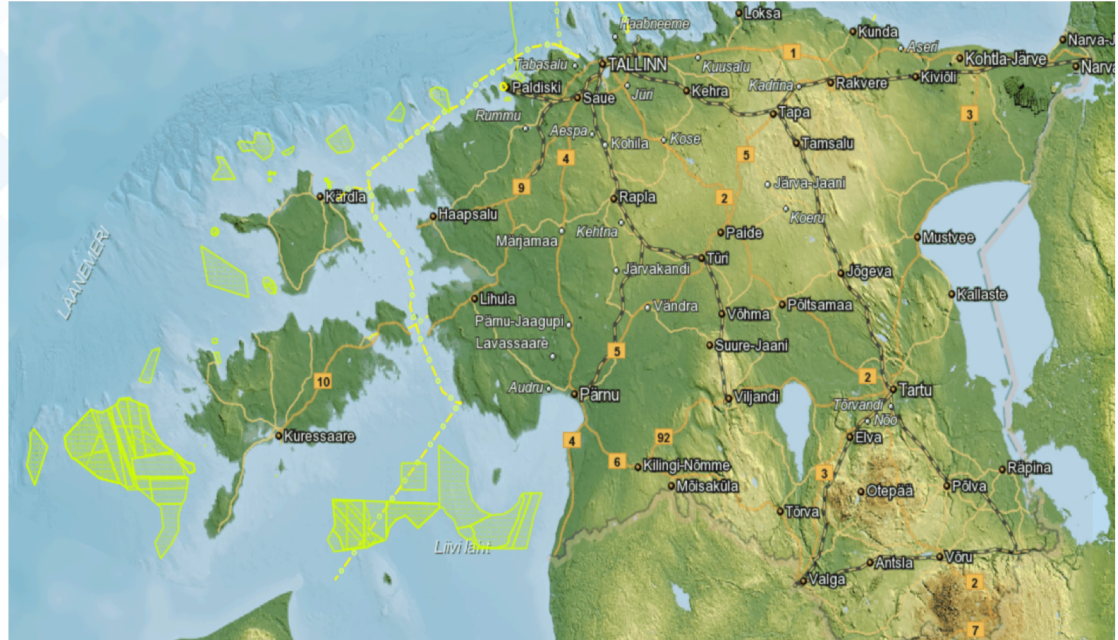 Loksa
Haabneeme
Kunda
Narva-J
Aseri
1
Tabasalu
TALLINN
Kuusalu
Kohtla-Järve
Narva
Paldiski
Jüri
Kehra
Kadrina
Rakvere
Kiviõli
Saue
Rummu
Tapa
3
Aespa
Kohila
Kose
Tamsalu
4
5
9
Järva-Jaani
Kärdla
Rapla
2
Haapsalu
Koeru
Märjamaa
Kehtna
Paide
Mustvee
LÄÄNEMERI
Türi
Järvakandi
Jõgeva
Lihula
Kallaste
Vändra
Põltsamaa
Pärnu-Jaagupi
Võhma
Lavassaare
5
Suure-Jaani
10
2
Audru
Pärnu
Viljandi
Tartu
Tõrvandi
Nõo
Kuressaare
4
92
Elva
6
Kilingi-Nõmme
3
Räpina
Mõisaküla
Otepää
Põlva
Tõrva
Liivi laht
Võru
Antsla
Valga
2
7